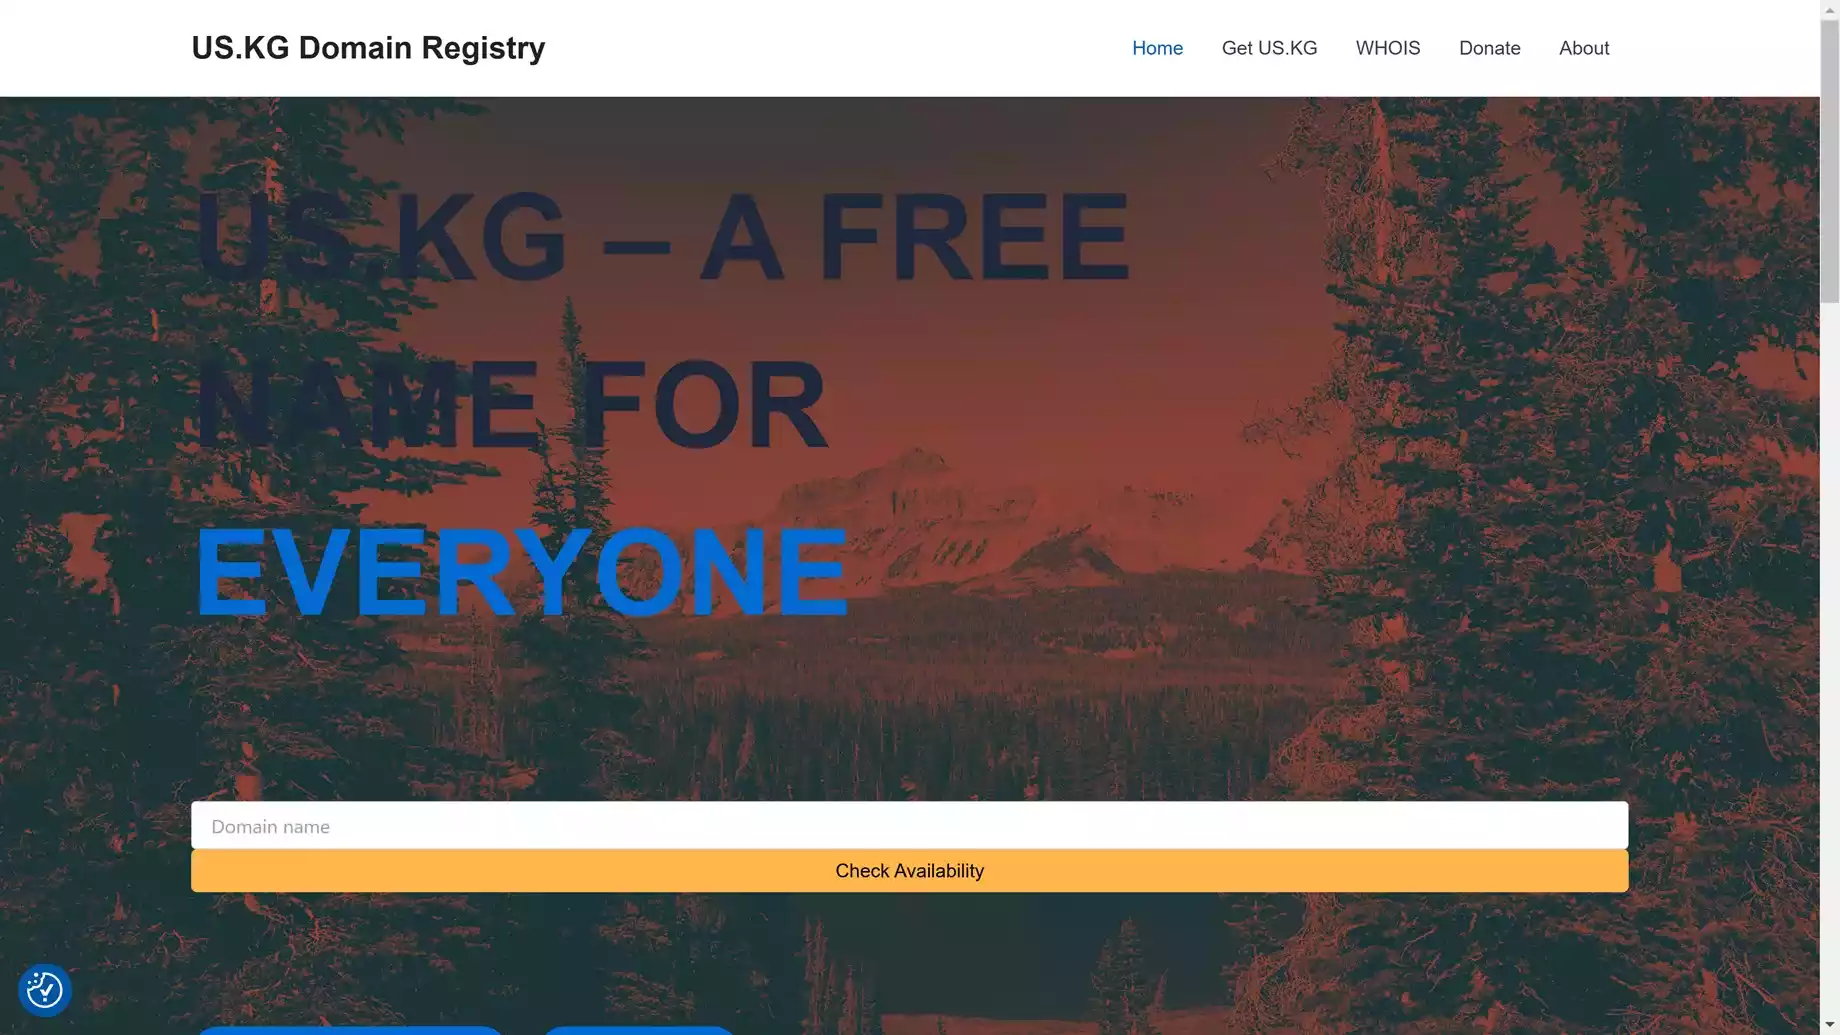 US.KG Domain Registry
Home
Get US.KG
WHOIS
Donate
About
US.KG – A FREE
NAME FOR
EVERYONE
Domain name
Check Availability